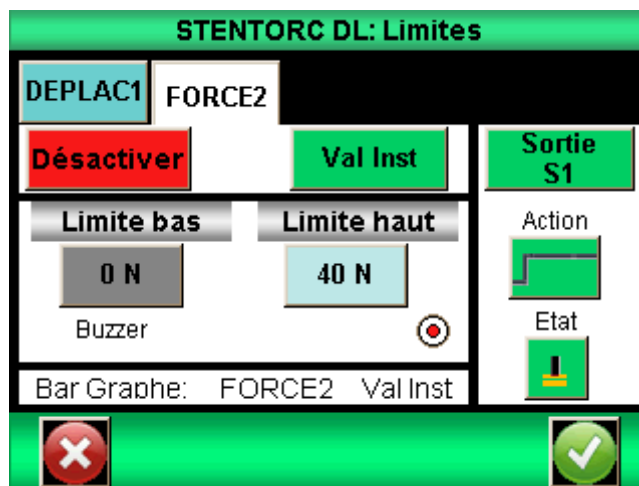 STENTORC DL: Limites
DEPLAC1 FORCE2
Désactiver Val Inst Sortie S1
Limite bas Limite haut Action
0 N 40 N
Buzzer Etat
Bar Graphe: FORCE2 Val Inst